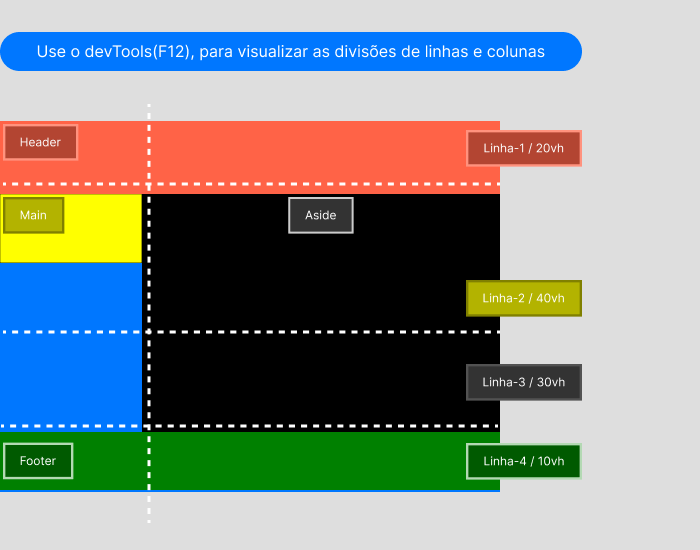 Use o devTools(F12), para visualizar as divisões de linhas e colunas
Header
Linha-1 / 20vh
Main
Aside
Linha-2 / 40vh
Linha-3 / 30vh
Footer
Linha-4 / 10vh